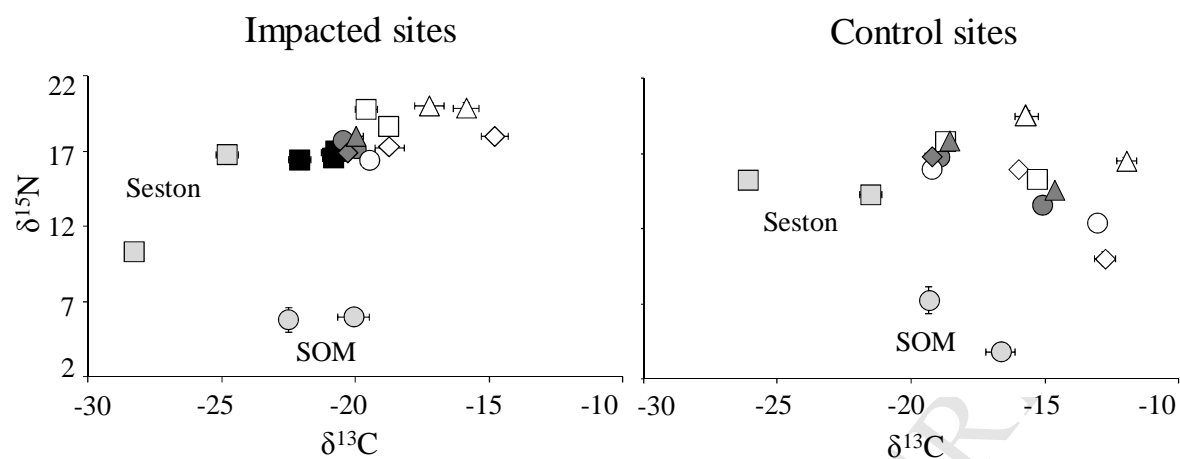 Impacted sites
Control sites
22
17
12
7
2
δ¹⁵N
Seston
SOM
-30
-25
-20
-15
-10
δ¹³C
Seston
SOM
-30
-20
-15
-10
δ¹³C
R